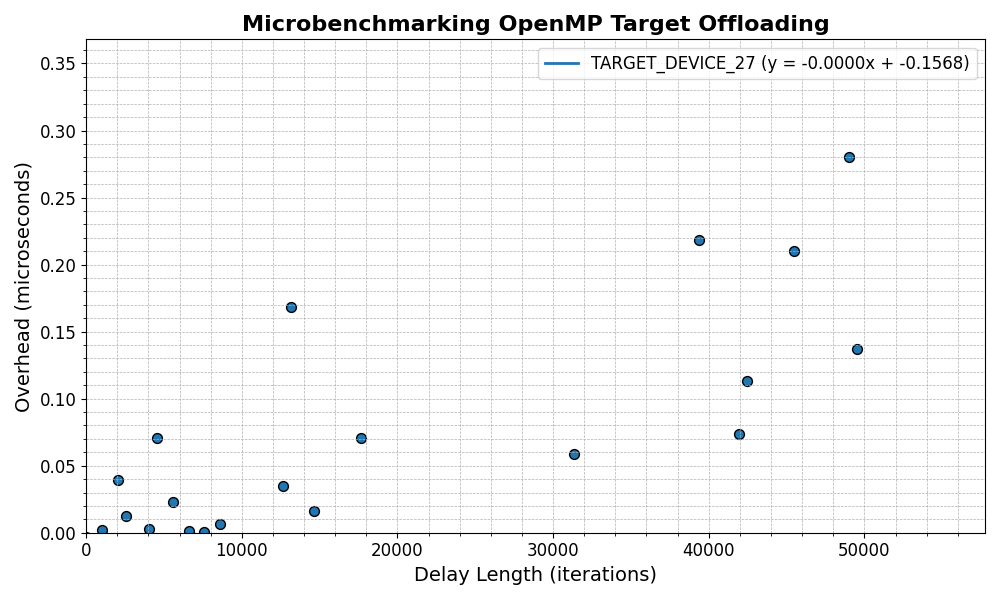 Microbenchmarking OpenMP Target Offloading
TARGET_DEVICE_27 (y = -0.0000x + -0.1568)
Overhead (microseconds)
0.35
0.30
0.25
0.20
0.15
0.10
0.05
0.00
0 10000 20000 30000 40000 50000
Delay Length (iterations)